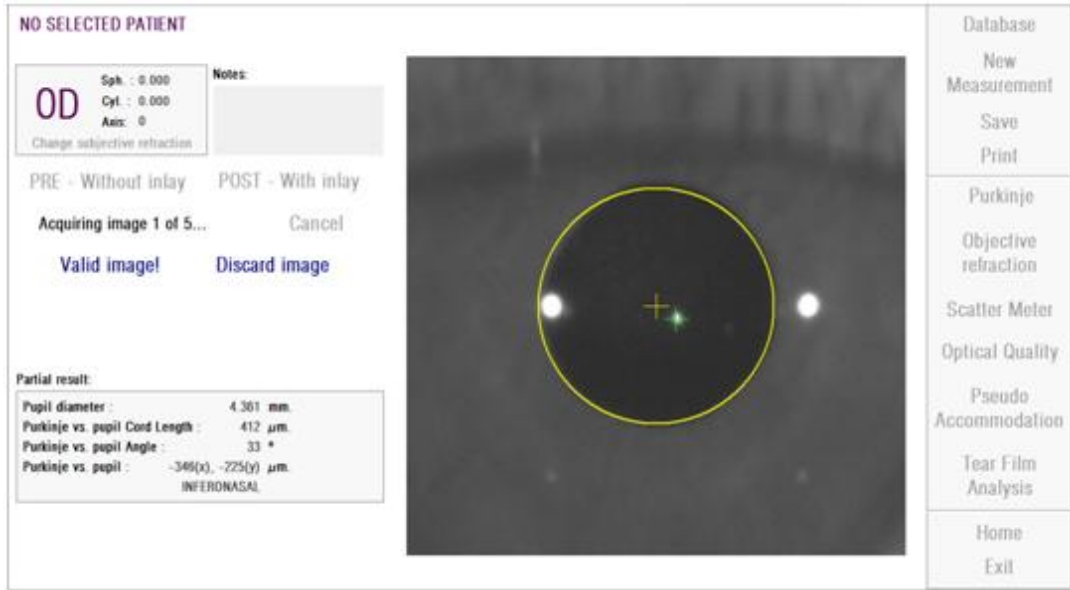 NO SELECTED PATIENT
OD
Sph. : 0.000
Cyl. : 0.000
Axis: 0
Change subjective refraction
Notes:
PRE - Without inlay
POST - With inlay
Acquiring image 1 of 5...
Cancel
Valid image!
Discard image
Partial result:
Pupil diameter : 4.361 mm.
Purkinje vs. pupil Cord Length : 412 µm.
Purkinje vs. pupil Angle : 33 °
Purkinje vs. pupil : -346(x), -225(y) µm.
INFERONASAL
Database
New
Measurement
Save
Print
Purkinje
Objective
refraction
Scatter Meter
Optical Quality
Pseudo
Accommodation
Tear Film
Analysis
Home
Exit